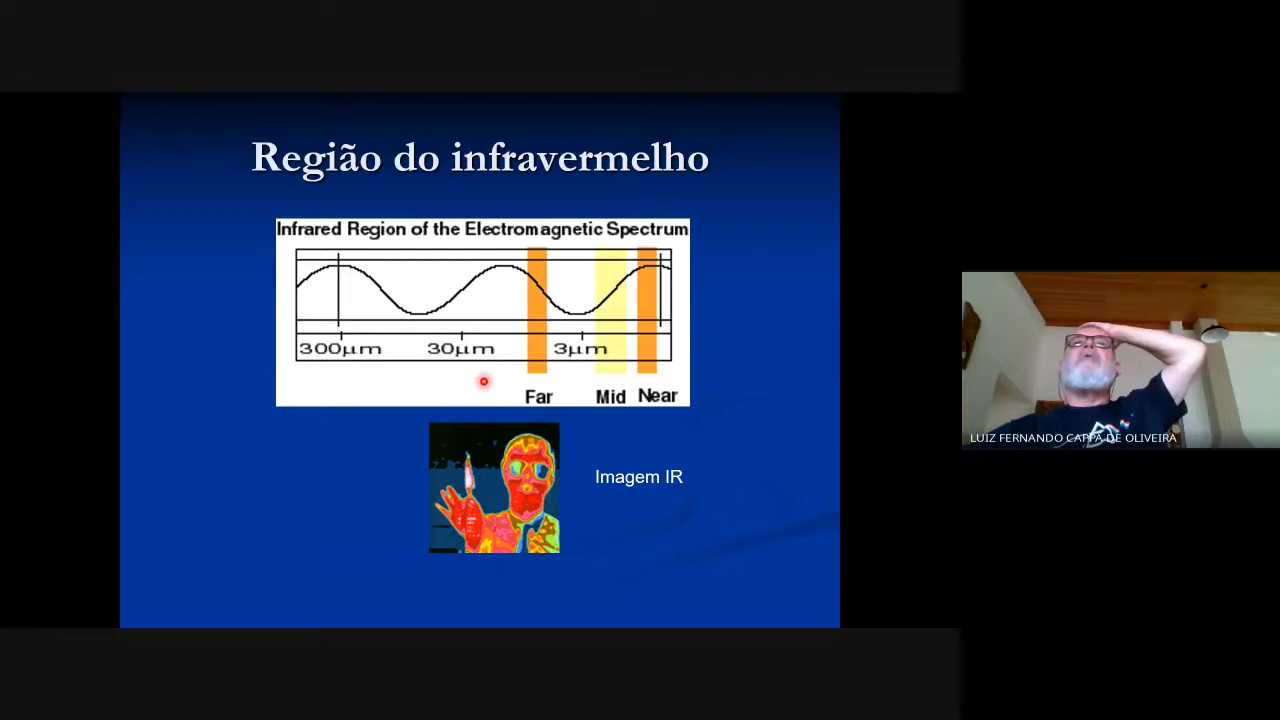 Região do infravermelho
Infrared Region of the Electromagnetic Spectrum
300µm 30µm 3µm
Far Mid Near
Imagem IR
LUIZ FERNANDO CAPPA DE OLIVEIRA